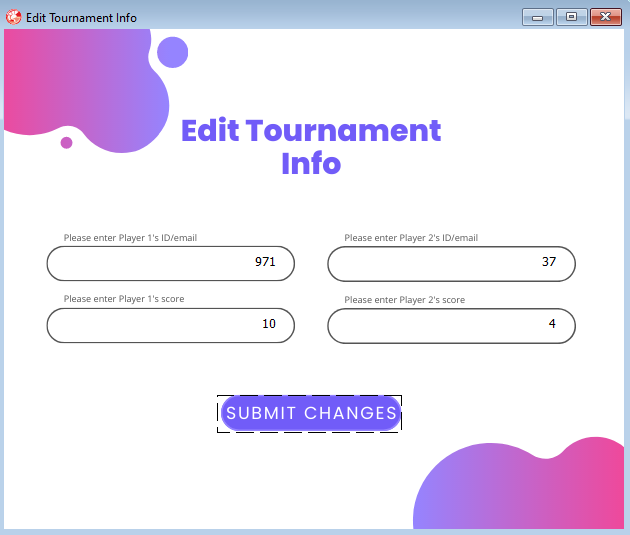 Edit Tournament Info
Edit Tournament
Info
Please enter Player 1's ID/email
Please enter Player 2's ID/email
971
37
Please enter Player 1's score
Please enter Player 2's score
10
4
SUBMIT CHANGES